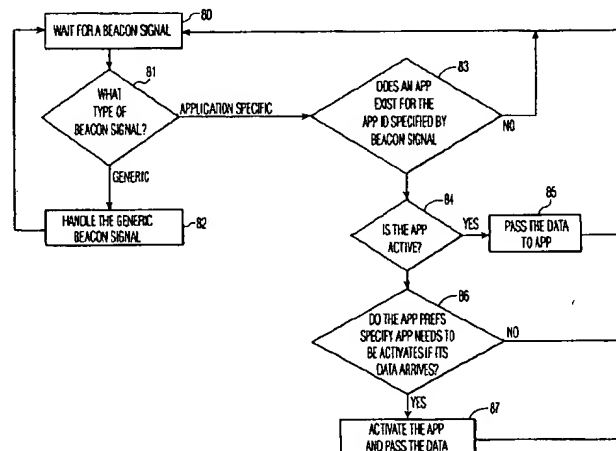 80
WAIT FOR A BEACON SIGNAL
81
WHAT
TYPE OF
BEACON SIGNAL?
APPLICATION SPECIFIC
GENERIC
HANDLE THE GENERIC
BEACON SIGNAL
82
83
DOES AN APP
EXIST FOR THE
APP ID SPECIFIED BY
BEACON SIGNAL
NO
84
IS THE APP
ACTIVE?
YES
85
PASS THE DATA
TO APP
86
DO THE APP PREFS
SPECIFY APP NEEDS TO
BE ACTIVATES IF ITS
DATA ARRIVES?
NO
YES
87
ACTIVATE THE APP
AND PASS THE DATA